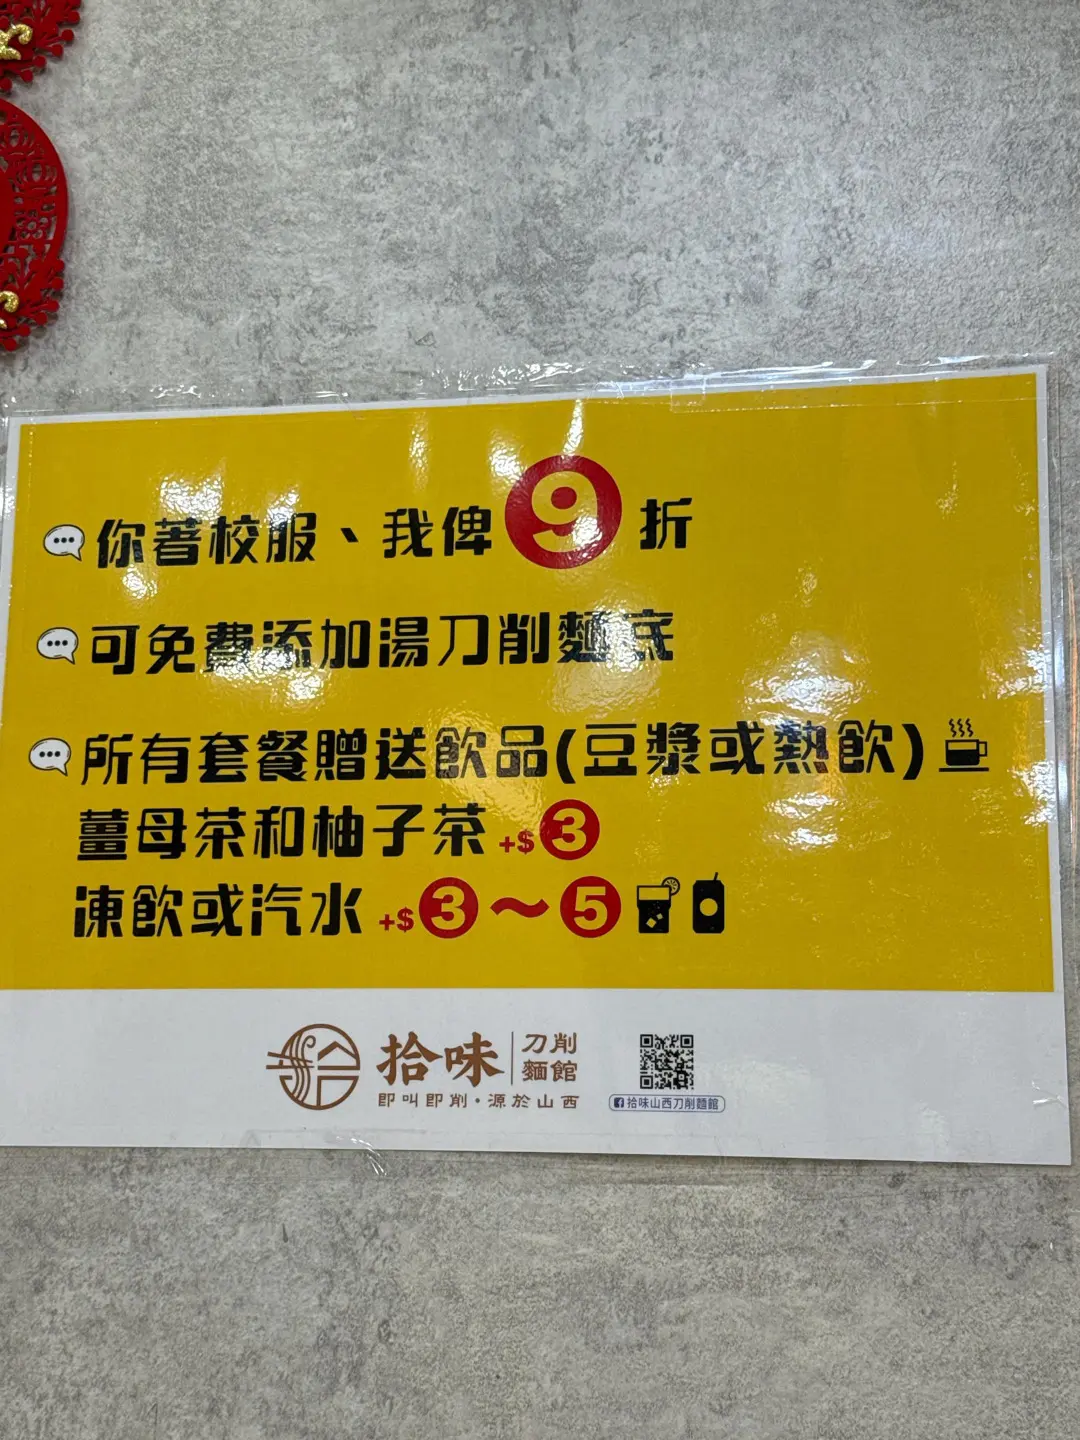 你著校服、我俾9折
可免費添加湯刀削麵底
所有套餐贈送飲品(豆漿或熱飲)
薑母茶和柚子茶+$3
凍飲或汽水+$3～5
拾味 刀削麵館
即叫即削·源於山西
拾味山西刀削麵館